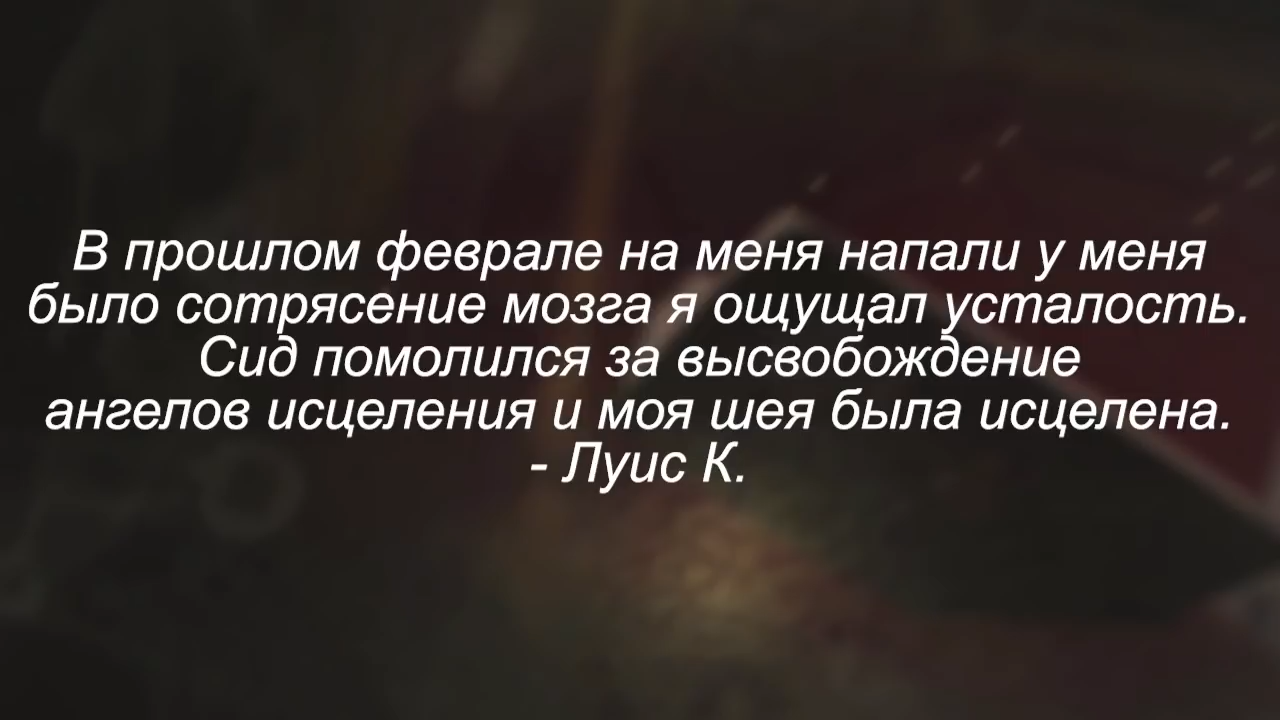 В прошлом феврале на меня напали у меня
было сотрясение мозга я ощущал усталость.
Сид помолился за высвобождение
ангелов исцеления и моя шея была исцелена.
- Луис К.